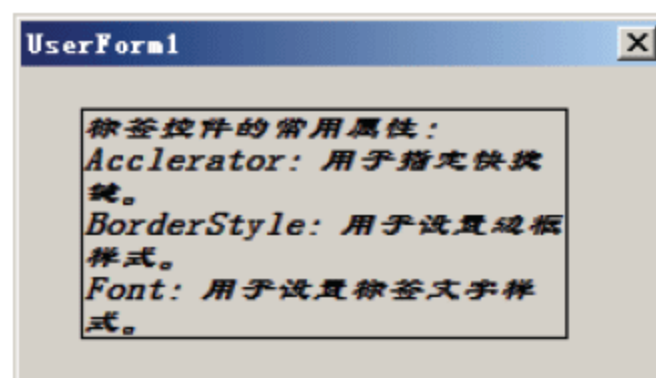 UserForm1
标签控件的常用属性：
Acclerator：用于指定快捷
键。
BorderStyle：用于设置边框
样式。
Font：用于设置标签文字样
式。